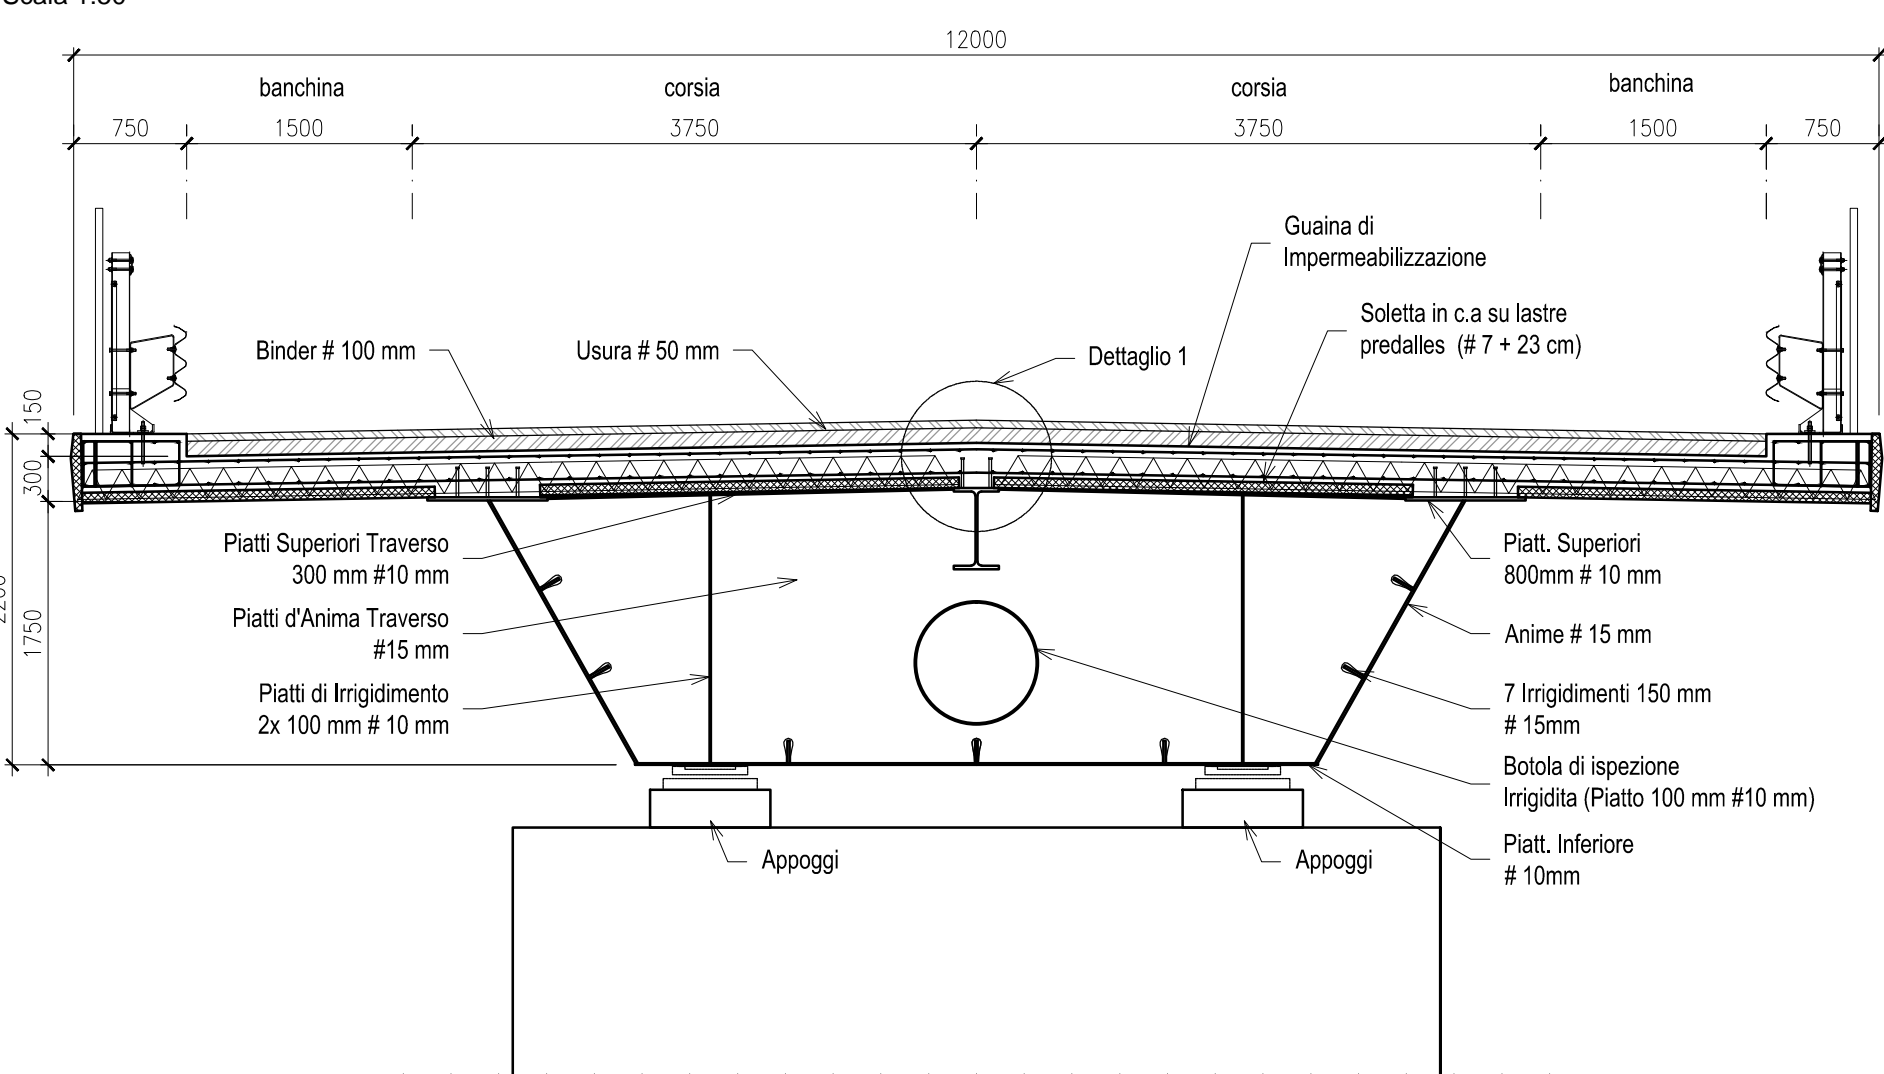 12000
banchina
corsia
corsia
banchina
750
1500
3750
3750
1500
750
Guaina di
Impermeabilizzazione
Soletta in c.a su lastre
predalles (# 7 + 23 cm)
Binder # 100 mm
Usura # 50 mm
Dettaglio 1
150
300
1750
Piatti Superiori Traverso
300 mm #10 mm
Piatti d'Anima Traverso
#15 mm
Piatti di Irrigidimento
2x 100 mm # 10 mm
Piatt. Superiori
800mm # 10 mm
Anime # 15 mm
7 Irrigidimenti 150 mm
# 15mm
Botola di ispezione
Irrigidita (Piatto 100 mm #10 mm)
Piatt. Inferiore
# 10mm
Appoggi
Appoggi